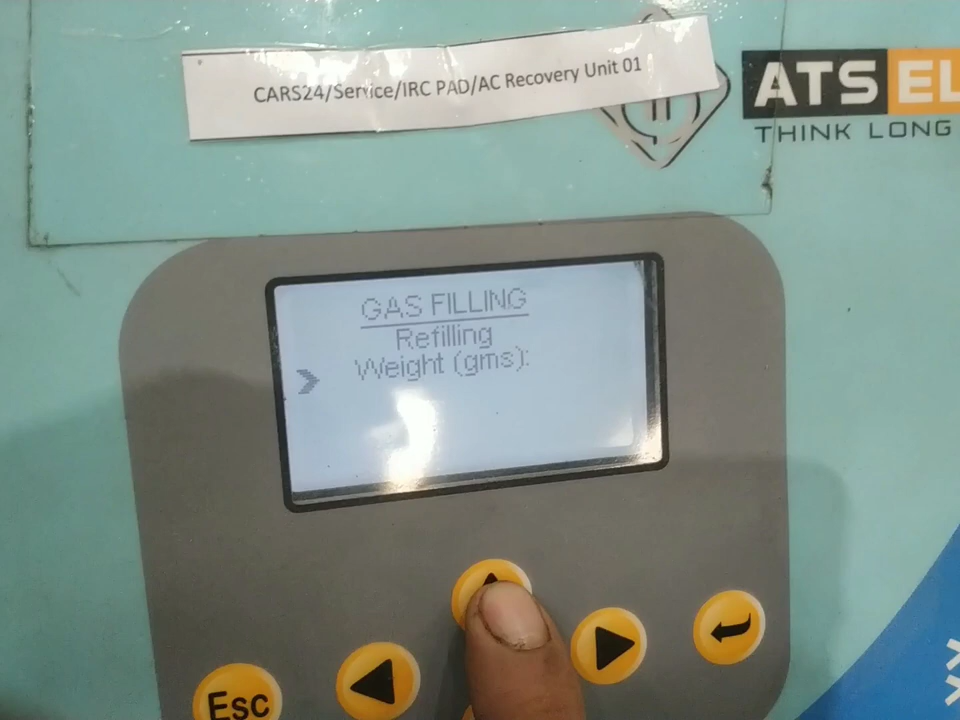 CARS24/Service/IRC PAD/AC Recovery Unit 01
ATS EL
THINK LONG
GAS FILLING
Refilling
Weight (gms):
Esc